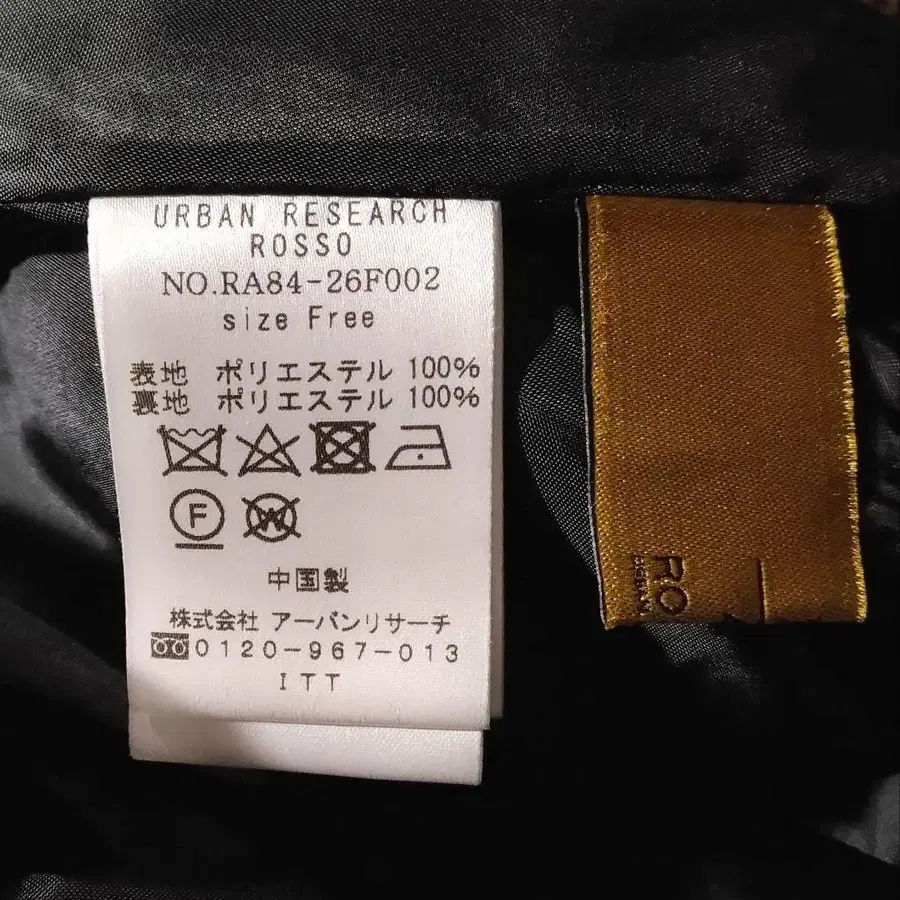 URBAN RESEARCH
ROSSO
NO.RA84-26F002
size Free
表地 ポリエステル 100%
裏地 ポリエステル 100%
F
W
中国製
株式会社 アーバンリサーチ
0120-967-013
ITT
RO
URBAN